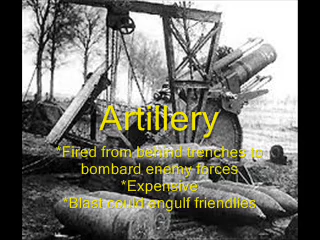 Artillery
*Fired from behind trenches to
bombard enemy forces
*Expensive
*Blast could engulf friendlies